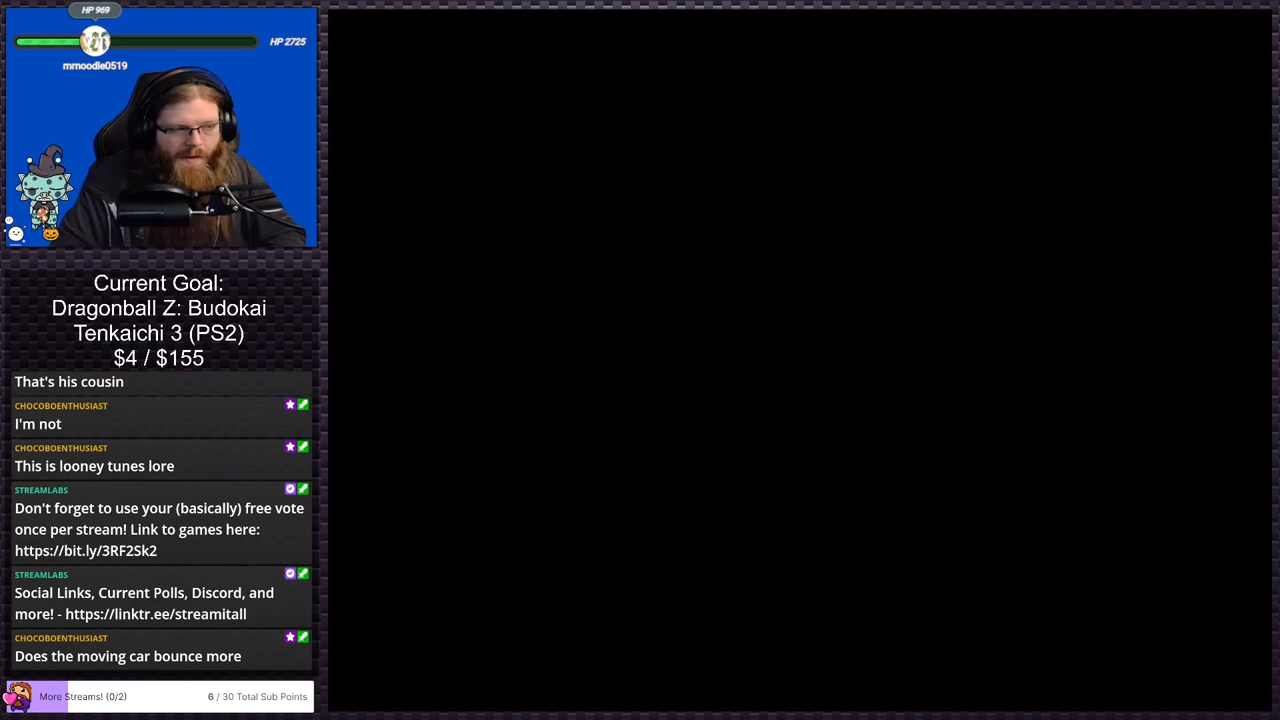 HP 969
HP 2725
mmoodle0519
Current Goal:
Dragonball Z: Budokai
Tenkaichi 3 (PS2)
$4 / $155
That's his cousin
CHOCOBOENTHUSIAST
I'm not
CHOCOBOENTHUSIAST
This is looney tunes lore
STREAMLABS
Don't forget to use your (basically) free vote
once per stream! Link to games here:
https://bit.ly/3RF2Sk2
STREAMLABS
Social Links, Current Polls, Discord, and
more! - https://linktr.ee/streamitall
CHOCOBOENTHUSIAST
Does the moving car bounce more
More Streams! (0/2) 6 / 30 Total Sub Points